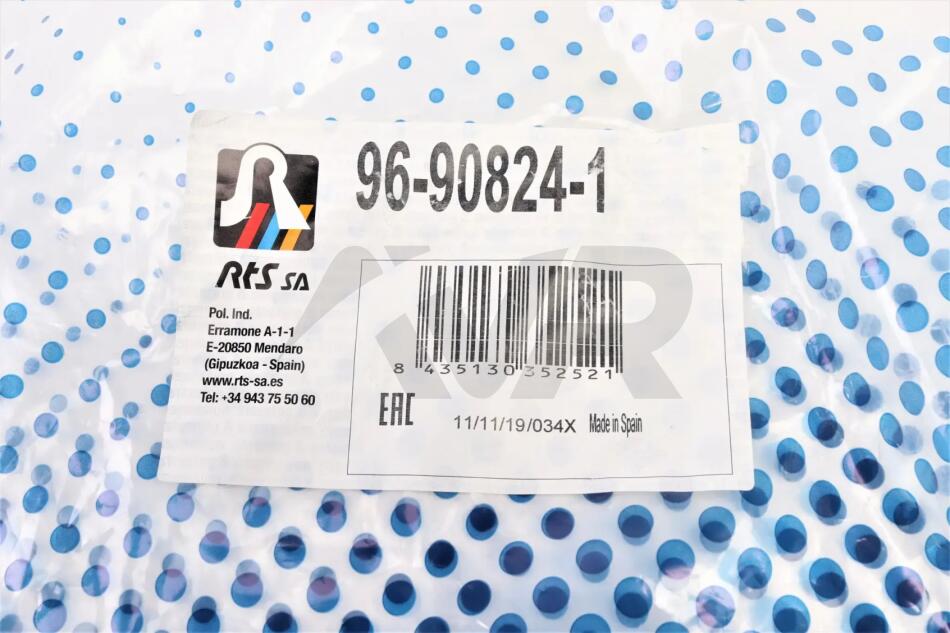 96-90824-1
RTS SA
Pol. Ind.
Erramone A-1-1
E-20850 Mendaro
(Gipuzkoa - Spain)
www.rts-sa.es
Tel: +34 943 75 50 60
8 435130 352521
EAC
11/11/19/034X Made in Spain